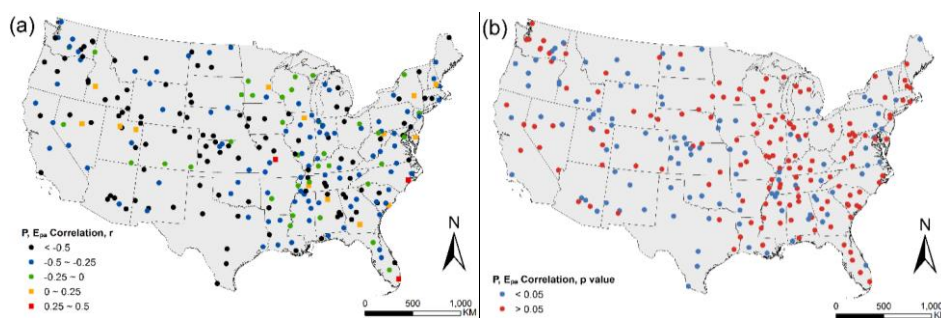 (a)
N
P, Epa Correlation, r
< -0.5
-0.5 ~ -0.25
-0.25 ~ 0
0 ~ 0.25
0.25 ~ 0.5
0 500 1,000
KM
(b)
N
P, Epa Correlation, p value
< 0.05
> 0.05
0 500 1,000
KM